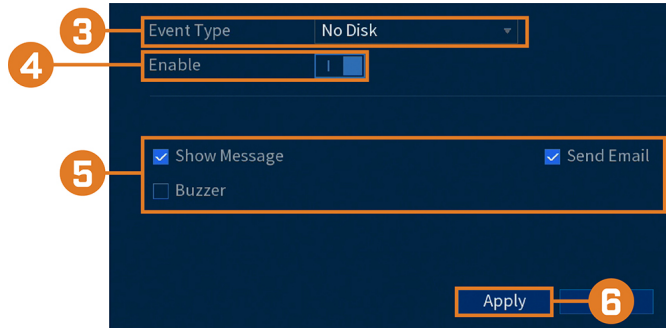 3 Event Type No Disk
4 Enable
5 Show Message Send Email
Buzzer
Apply 6